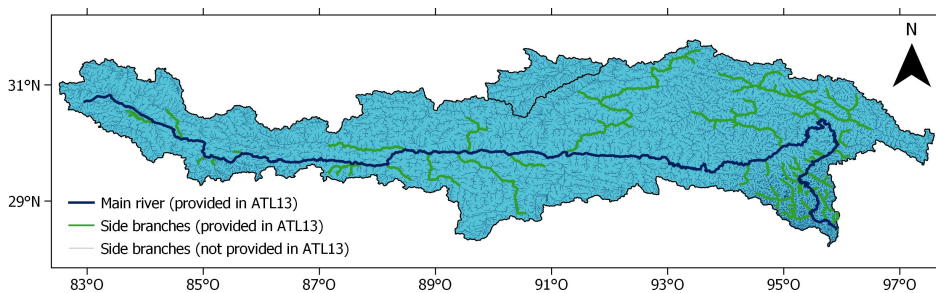 N
31°N
29°N
Main river (provided in ATL13)
Side branches (provided in ATL13)
Side branches (not provided in ATL13)
83°O 85°O 87°O 89°O 91°O 93°O 95°O 97°O